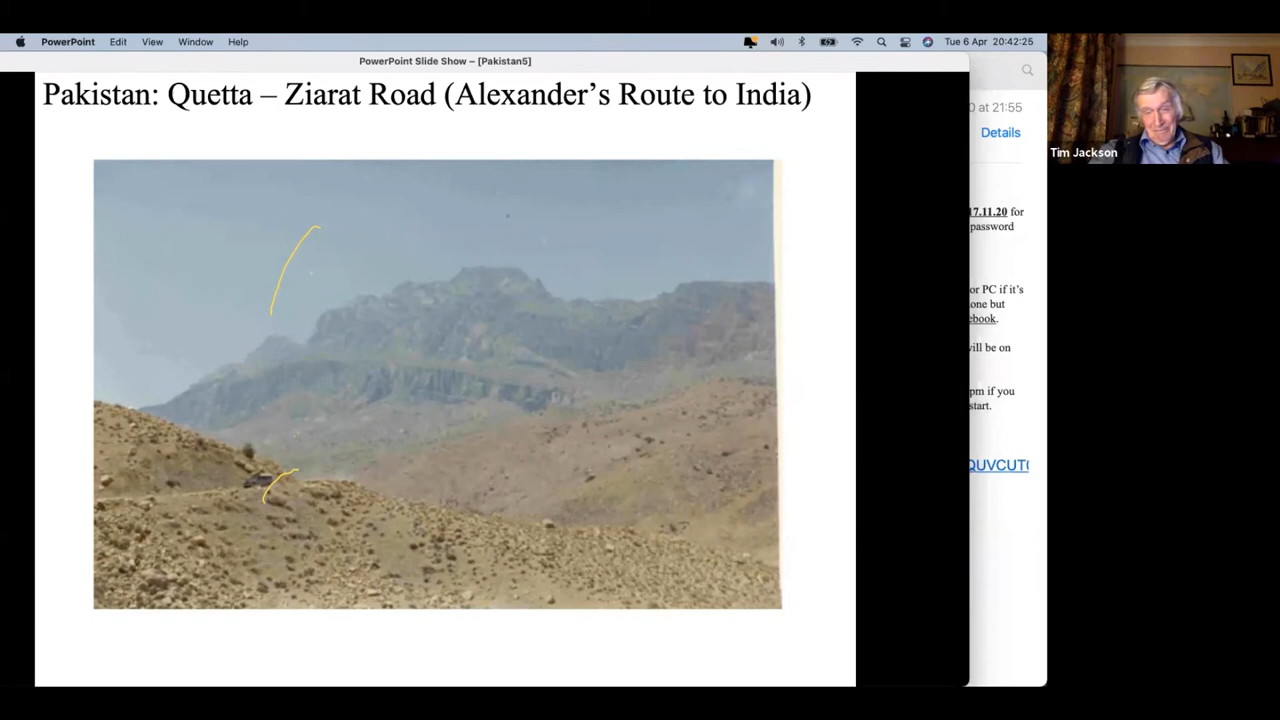 PowerPoint Edit View Window Help Tue 6 Apr 20:42:25
PowerPoint Slide Show – [Pakistan5]
Pakistan: Quetta – Ziarat Road (Alexander's Route to India)
0 at 21:55
Details
Tim Jackson
17.11.20 for
password
or PC if it's
one but
ebook.
will be on
pm if you
start.
QUVCUT